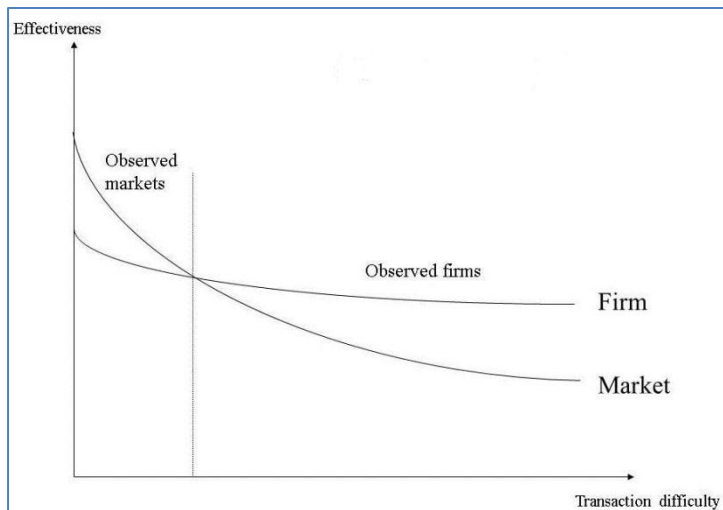 Effectiveness
Observed
markets
Observed firms
Firm
Market
Transaction difficulty